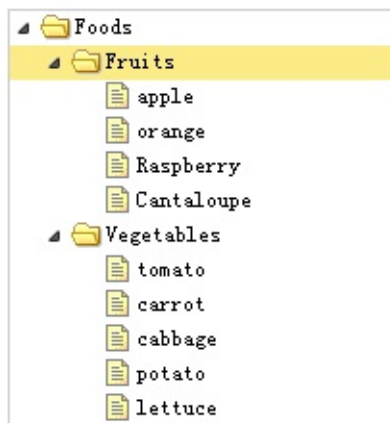 Foods
Fruits
apple
orange
Raspberry
Cantaloupe
Vegetables
tomato
carrot
cabbage
potato
lettuce